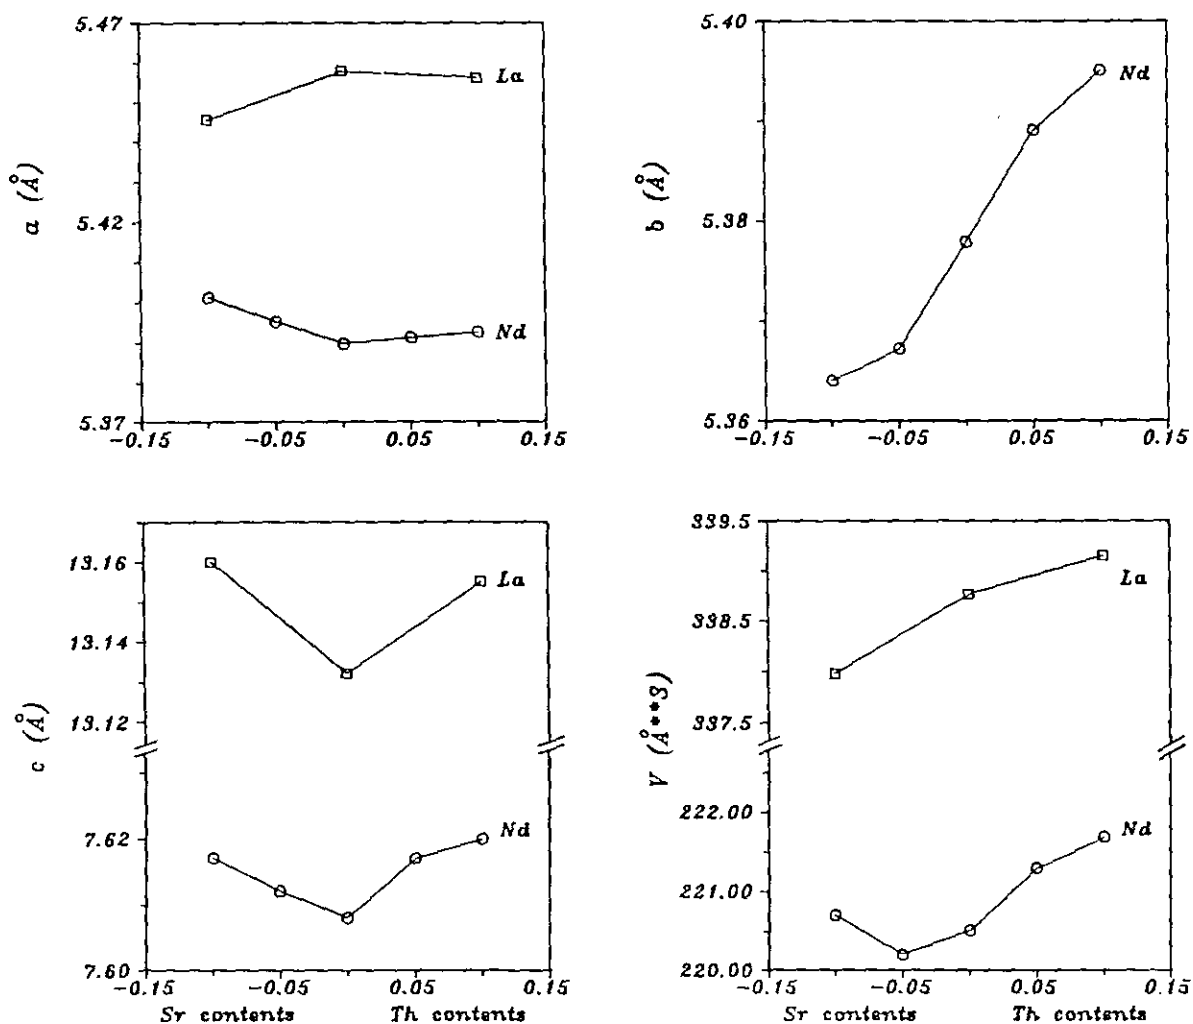 5.47
La
a (Å)
5.42
Nd
5.37
-0.15 -0.05 0.05 0.15
5.40
Nd
b (Å)
5.38
5.36
-0.15 -0.05 0.05 0.15
13.16
La
13.14
13.12
c (Å)
7.62
Nd
7.60
-0.15 -0.05 0.05 0.15
Sr contents Th contents
339.5
La
338.5
337.5
V (Å**3)
222.00
Nd
221.00
220.00
-0.15 -0.05 0.05 0.15
Sr contents Th contents